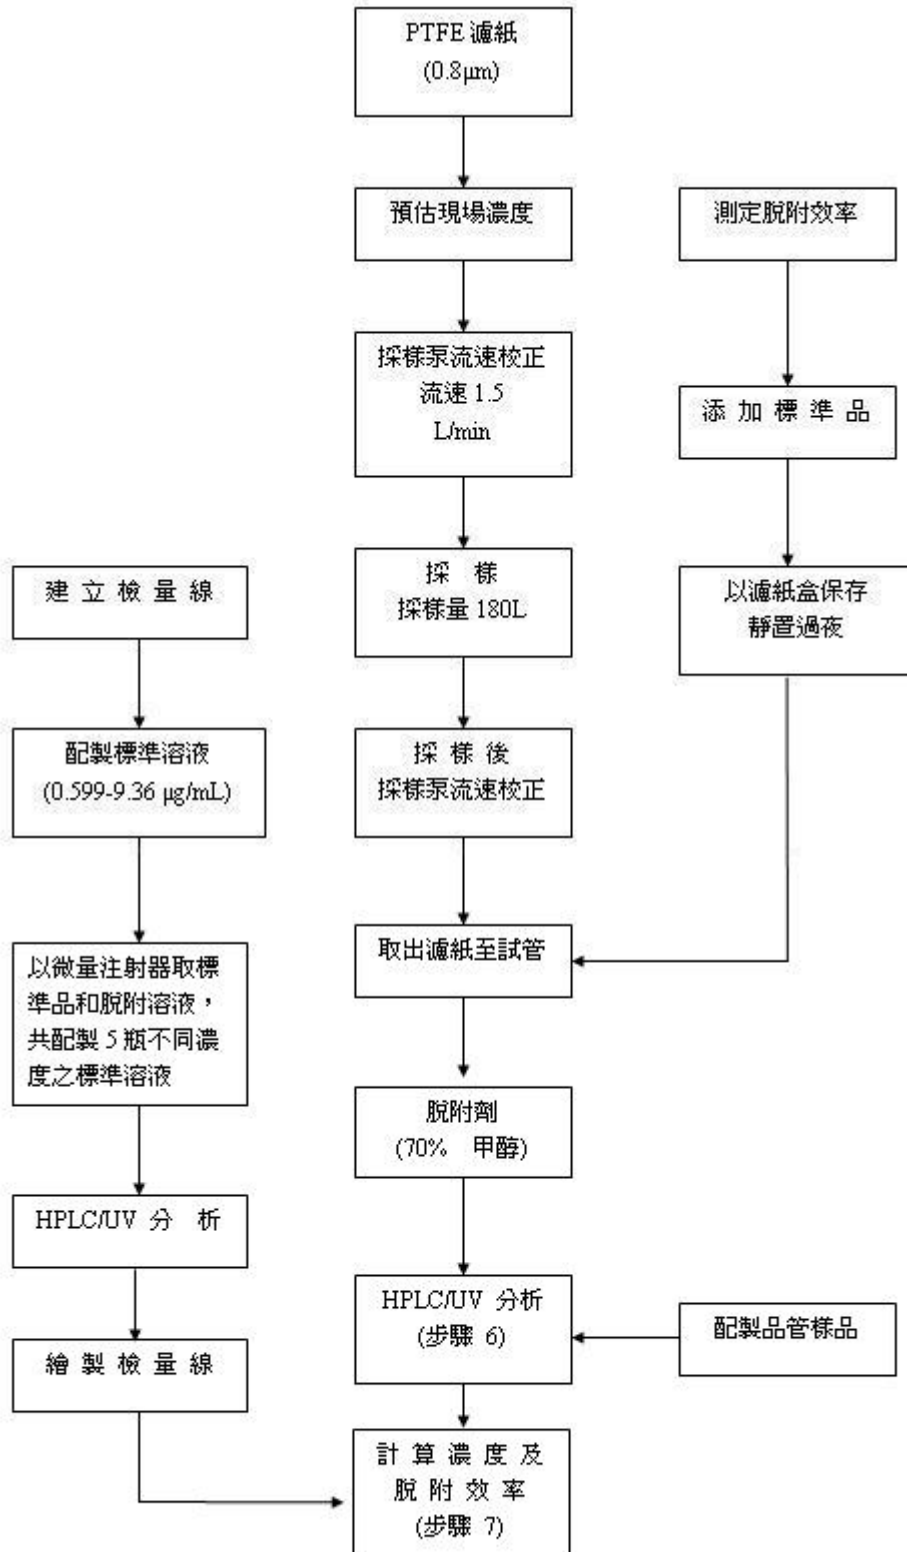 PTFE 濾紙
(0.8μm)
預估現場濃度
測定脫附效率
採樣泵流速校正
流速 1.5
L/min
添 加 標 準 品
建 立 檢 量 線
採 樣
採樣量 180L
以濾紙盒保存
靜置過夜
配製標準溶液
(0.599-9.36 μg/mL)
採 樣 後
採樣泵流速校正
以微量注射器取標
準品和脫附溶液，
共配製 5 瓶不同濃
度之標準溶液
取出濾紙至試管
脫附劑
(70% 甲醇)
HPLC/UV 分 析
HPLC/UV 分析
(步驟 6)
配製品管樣品
繪 製 檢 量 線
計 算 濃 度 及
脫 附 效 率
(步驟 7)